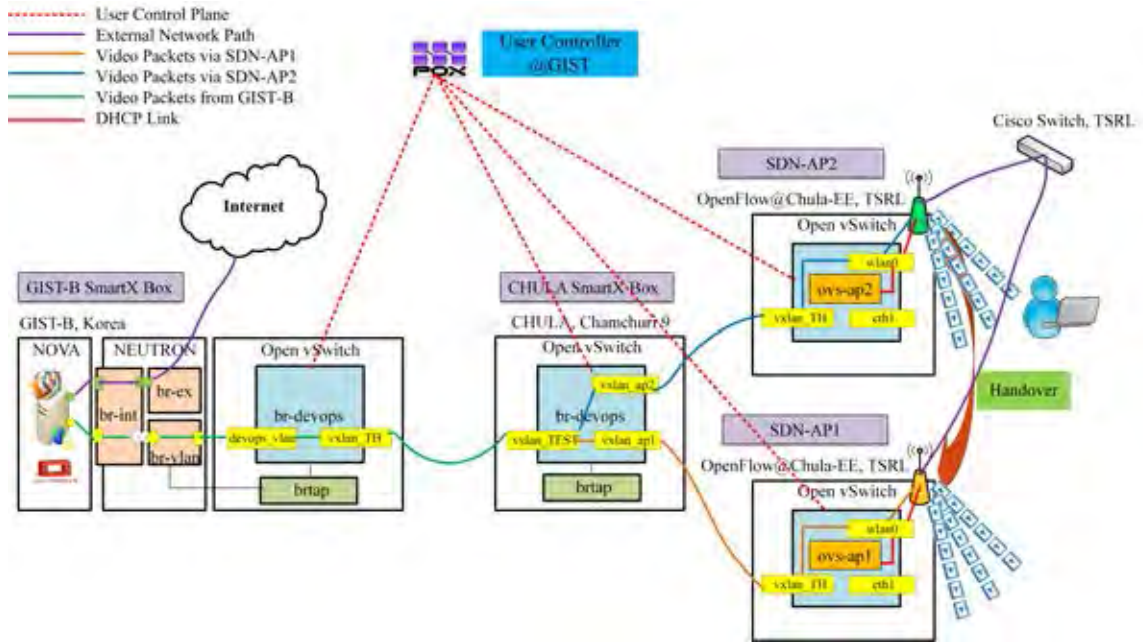 User Control Plane
External Network Path
Video Packets via SDN-AP1
Video Packets via SDN-AP2
Video Packets from GIST-B
DHCP Link
POX
User Controller
@GIST
Cisco Switch, TSRL
SDN-AP2
OpenFlow@Chula-EE, TSRL
Open vSwitch
wlan0
ovs-ap2
vxlan_TH
eth1
Internet
GIST-B SmartX Box
GIST-B, Korea
NOVA
NEUTRON
Open vSwitch
br-int
br-ex
br-vlan
br-devops
devops_vlan
vxlan_TH
brtap
CHULA SmartX Box
CHULA, Chamchuri 9
Open vSwitch
vxlan_ap2
br-devops
vxlan_TEST
vxlan_ap1
brtap
Handover
SDN-AP1
OpenFlow@Chula-EE, TSRL
Open vSwitch
wlan0
ovs-ap1
vxlan_TH
eth1